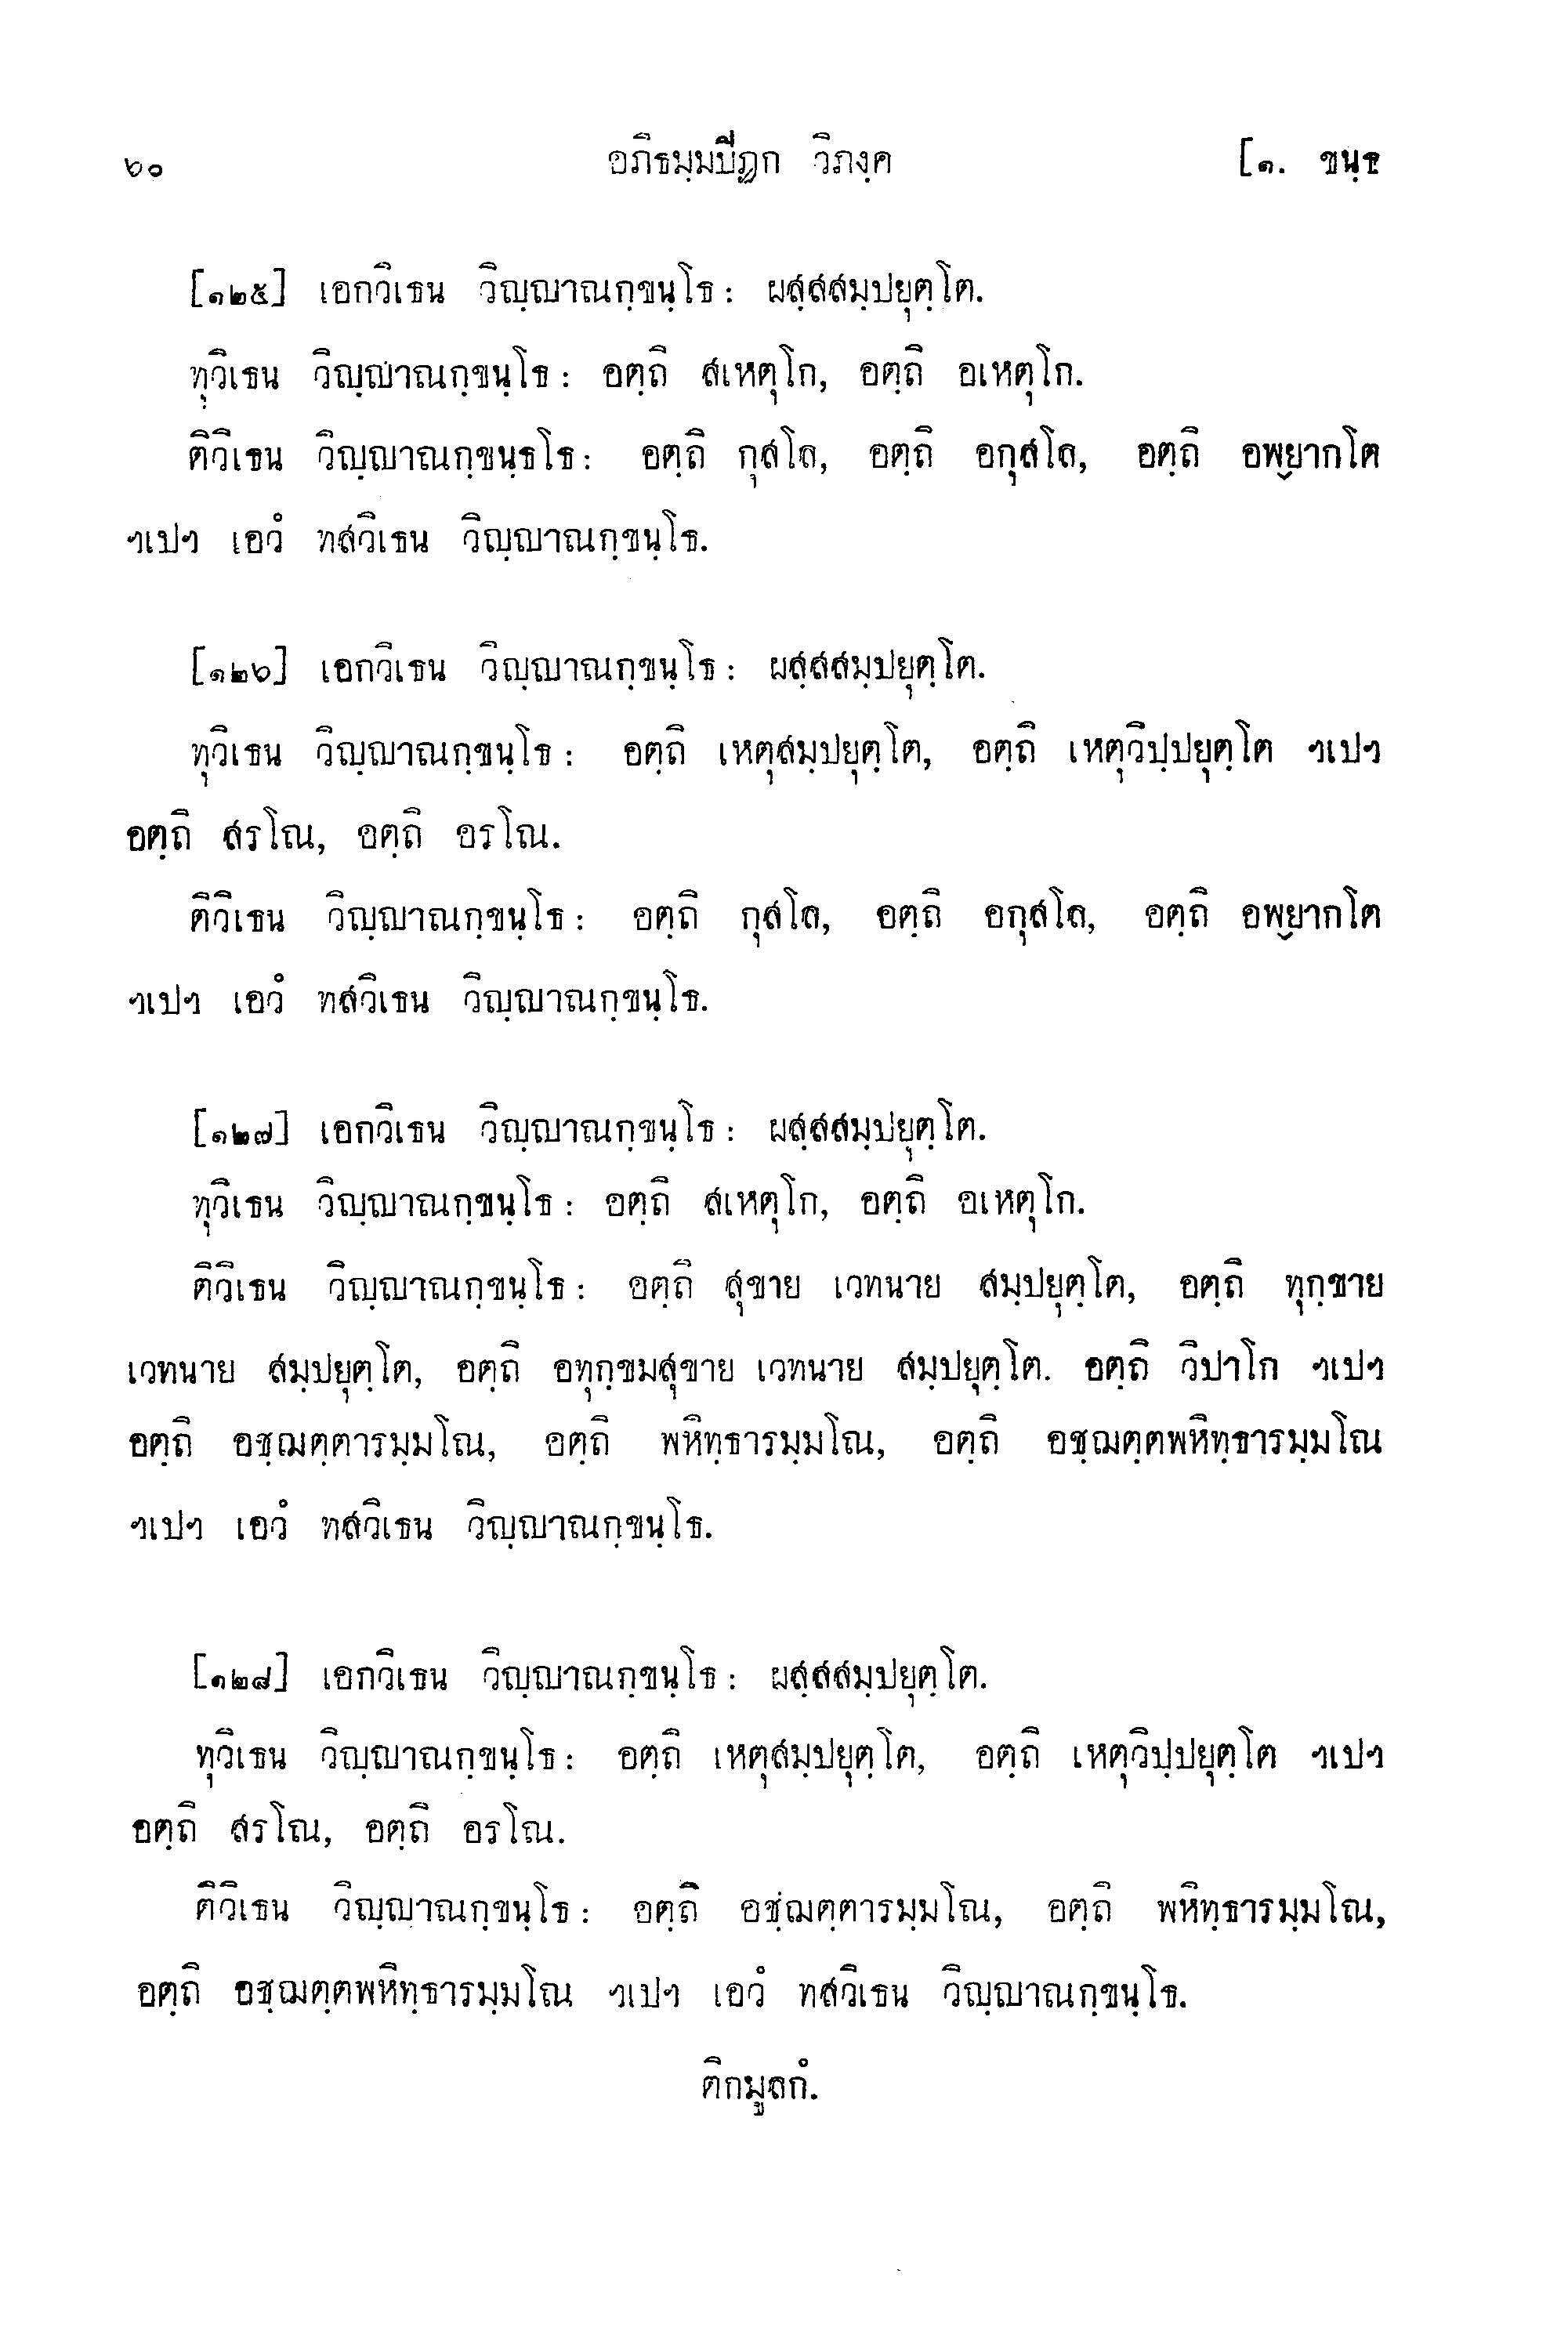 ๖๐ อภิธมฺมปิฏก วิภงฺค [๑. ขนฺธ
[๑๒๕] เอกวิเธน วิญฺญาณกฺขนฺโธ : ผสฺสสมฺปยุตฺโต.
ทุวิเธน วิญฺญาณกฺขนฺโธ : อตฺถิ สเหตุโก, อตฺถิ อเหตุโก.
ติวิเธน วิญฺญาณกฺขนฺธโธ : อตฺถิ กุสโล, อตฺถิ อกุสโล, อตฺถิ อพฺยากโต
ฯเปฯ เอวํ ทสวิเธน วิญฺญาณกฺขนฺโธ.
[๑๒๖] เอกวิเธน วิญฺญาณกฺขนฺโธ : ผสฺสสมฺปยุตฺโต.
ทุวิเธน วิญฺญาณกฺขนฺโธ : อตฺถิ เหตุสมฺปยุตฺโต, อตฺถิ เหตุวิปฺปยุตฺโต ฯเปฯ
อตฺถิ สรโณ, อตฺถิ อรโณ.
ติวิเธน วิญฺญาณกฺขนฺโธ : อตฺถิ กุสโล, อตฺถิ อกุสโล, อตฺถิ อพฺยากโต
ฯเปฯ เอวํ ทสวิเธน วิญฺญาณกฺขนฺโธ.
[๑๒๗] เอกวิเธน วิญฺญาณกฺขนฺโธ : ผสฺสสมฺปยุตฺโต.
ทุวิเธน วิญฺญาณกฺขนฺโธ : อตฺถิ สเหตุโก, อตฺถิ อเหตุโก.
ติวิเธน วิญฺญาณกฺขนฺโธ : อตฺถิ สุขาย เวทนาย สมฺปยุตฺโต, อตฺถิ ทุกฺขาย
เวทนาย สมฺปยุตฺโต, อตฺถิ อทุกฺขมสุขาย เวทนาย สมฺปยุตฺโต. อตฺถิ วิปาโก ฯเปฯ
อตฺถิ อชฺฌตฺตารมฺมโณ, อตฺถิ พหิทฺธารมฺมโณ, อตฺถิ อชฺฌตฺตพหิทฺธารมฺมโณ
ฯเปฯ เอวํ ทสวิเธน วิญฺญาณกฺขนฺโธ.
[๑๒๘] เอกวิเธน วิญฺญาณกฺขนฺโธ : ผสฺสสมฺปยุตฺโต.
ทุวิเธน วิญฺญาณกฺขนฺโธ : อตฺถิ เหตุสมฺปยุตฺโต, อตฺถิ เหตุวิปฺปยุตฺโต ฯเปฯ
อตฺถิ สรโณ, อตฺถิ อรโณ.
ติวิเธน วิญฺญาณกฺขนฺโธ : อตฺถิ อชฺฌตฺตารมฺมโณ, อตฺถิ พหิทฺธารมฺมโณ,
อตฺถิ อชฺฌตฺตพหิทฺธารมฺมโณ ฯเปฯ เอวํ ทสวิเธน วิญฺญาณกฺขนฺโธ.
ติกมูลกํ.